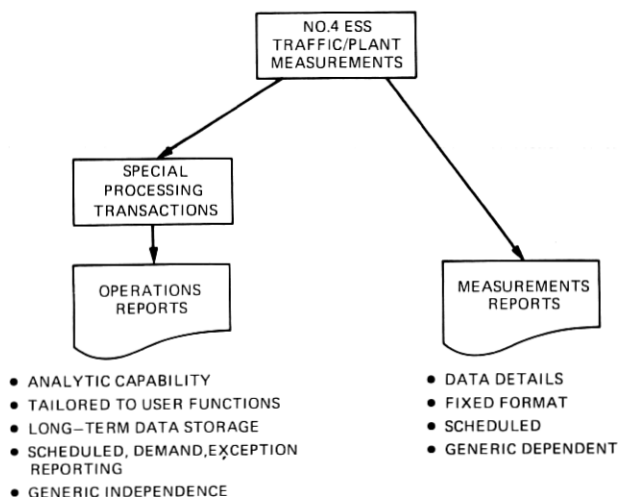 NO.4 ESS
TRAFFIC/PLANT
MEASUREMENTS
SPECIAL
PROCESSING
TRANSACTIONS
OPERATIONS
REPORTS
• ANALYTIC CAPABILITY
• TAILORED TO USER FUNCTIONS
• LONG–TERM DATA STORAGE
• SCHEDULED, DEMAND,EXCEPTION
REPORTING
• GENERIC INDEPENDENCE
MEASUREMENTS
REPORTS
• DATA DETAILS
• FIXED FORMAT
• SCHEDULED
• GENERIC DEPENDENT